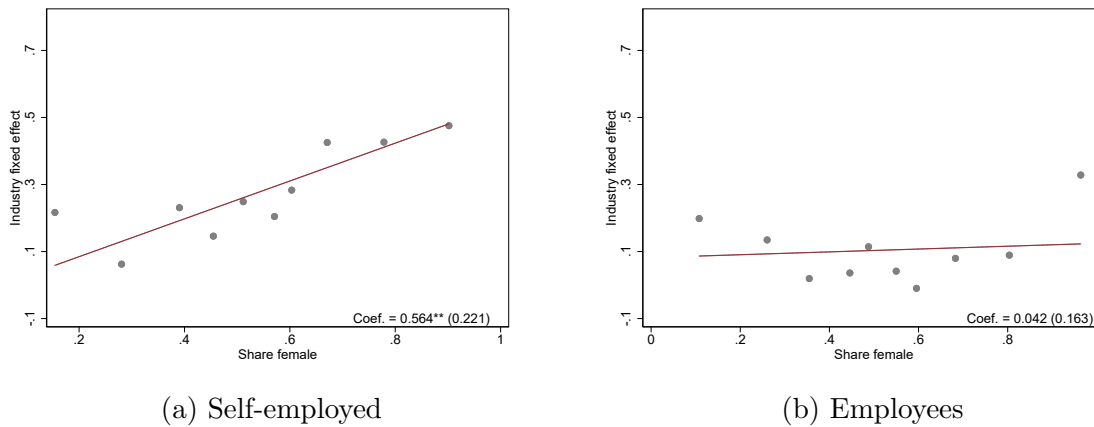 Industry fixed effect
-.1 .1 .3 .5 .7
Coef. = 0.564** (0.221)
.2 .4 .6 .8 1
Share female
(a) Self-employed
Industry fixed effect
-.1 .1 .3 .5 .7
Coef. = 0.042 (0.163)
0 .2 .4 .6 .8
Share female
(b) Employees